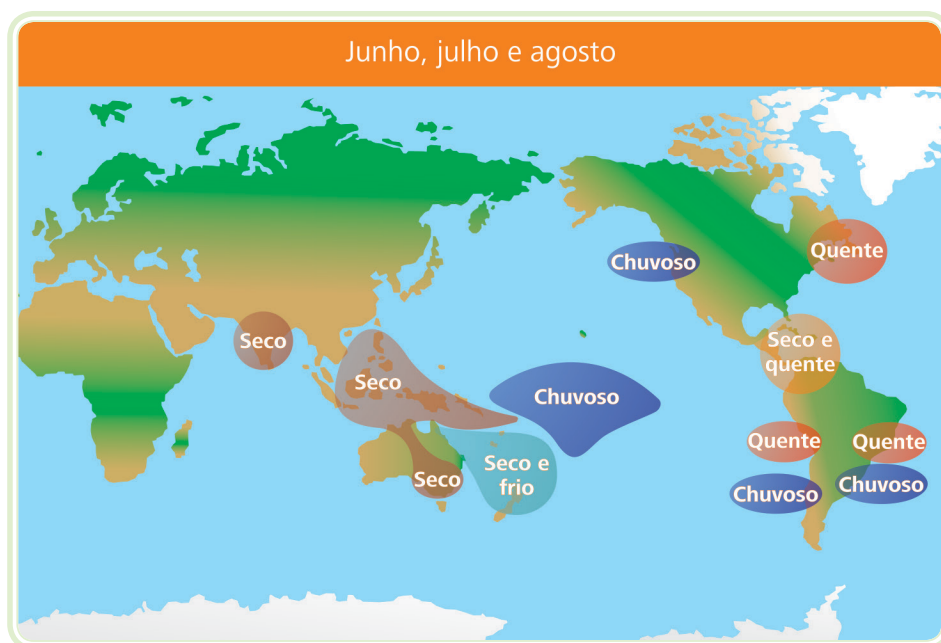 Junho, julho e agosto
Quente
Chuvoso
Seco
Seco e
quente
Seco
Chuvoso
Quente
Quente
Seco
Seco e
frio
Chuvoso
Chuvoso